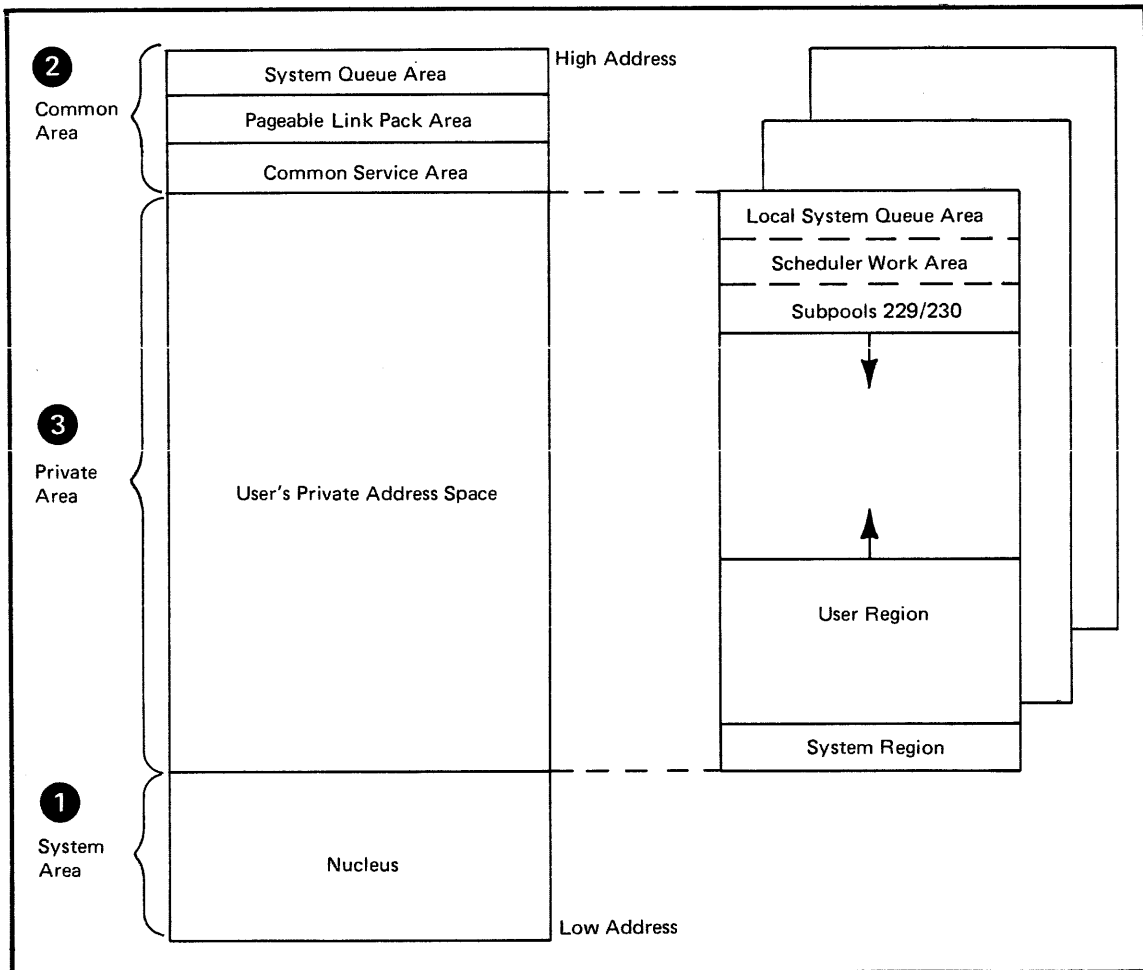 2
Common
Area
System Queue Area
Pageable Link Pack Area
Common Service Area
High Address
3
Private
Area
User's Private Address Space
1
System
Area
Nucleus
Low Address
Local System Queue Area
Scheduler Work Area
Subpools 229/230
User Region
System Region